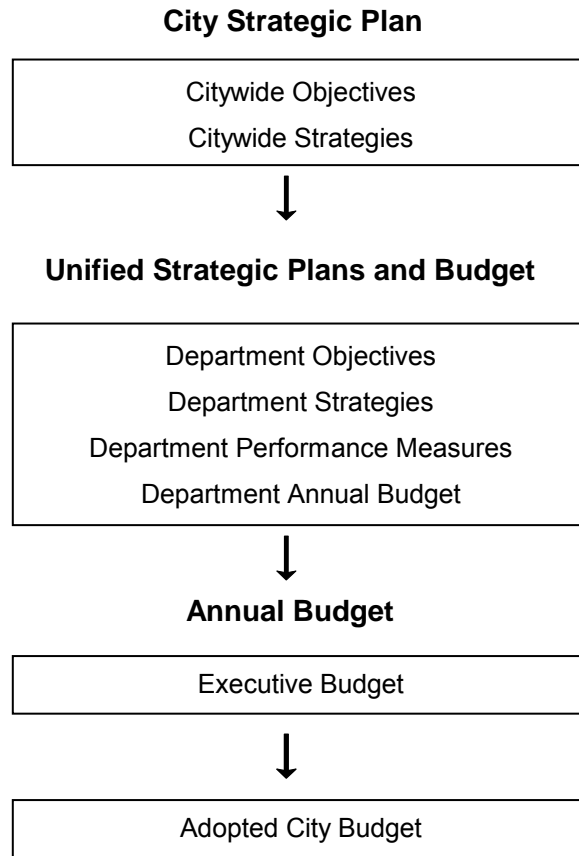 City Strategic Plan
Citywide Objectives
Citywide Strategies
Unified Strategic Plans and Budget
Department Objectives
Department Strategies
Department Performance Measures
Department Annual Budget
Annual Budget
Executive Budget
Adopted City Budget